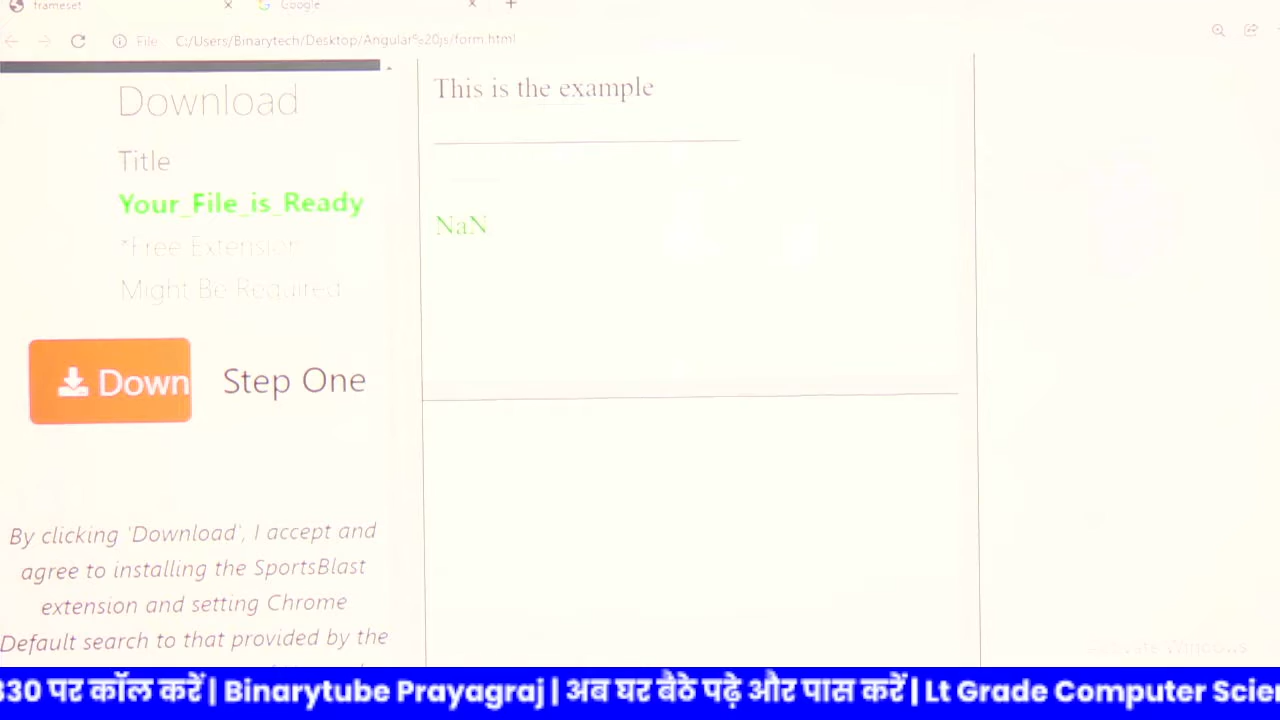 frameset
Google
File C:/Users/Binarytech/Desktop/Angular%20js/form.html
Download
Title
Your_File_is_Ready
*Free Extension
Might Be Required
Down
Step One
By clicking 'Download', I accept and
agree to installing the SportsBlast
extension and setting Chrome
Default search to that provided by the
This is the example
NaN
Activate Windows
330 पर कॉल करें | Binarytube Prayagraj | अब घर बैठे पढ़े और पास करें | Lt Grade Computer Scien